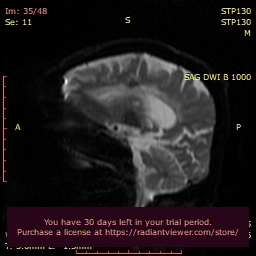 Im: 35/48
Se: 11
S
STP130
STP130
M
SAG DWI B 1000
A
P
You have 30 days left in your trial period.
Purchase a license at https://radiantviewer.com/store/